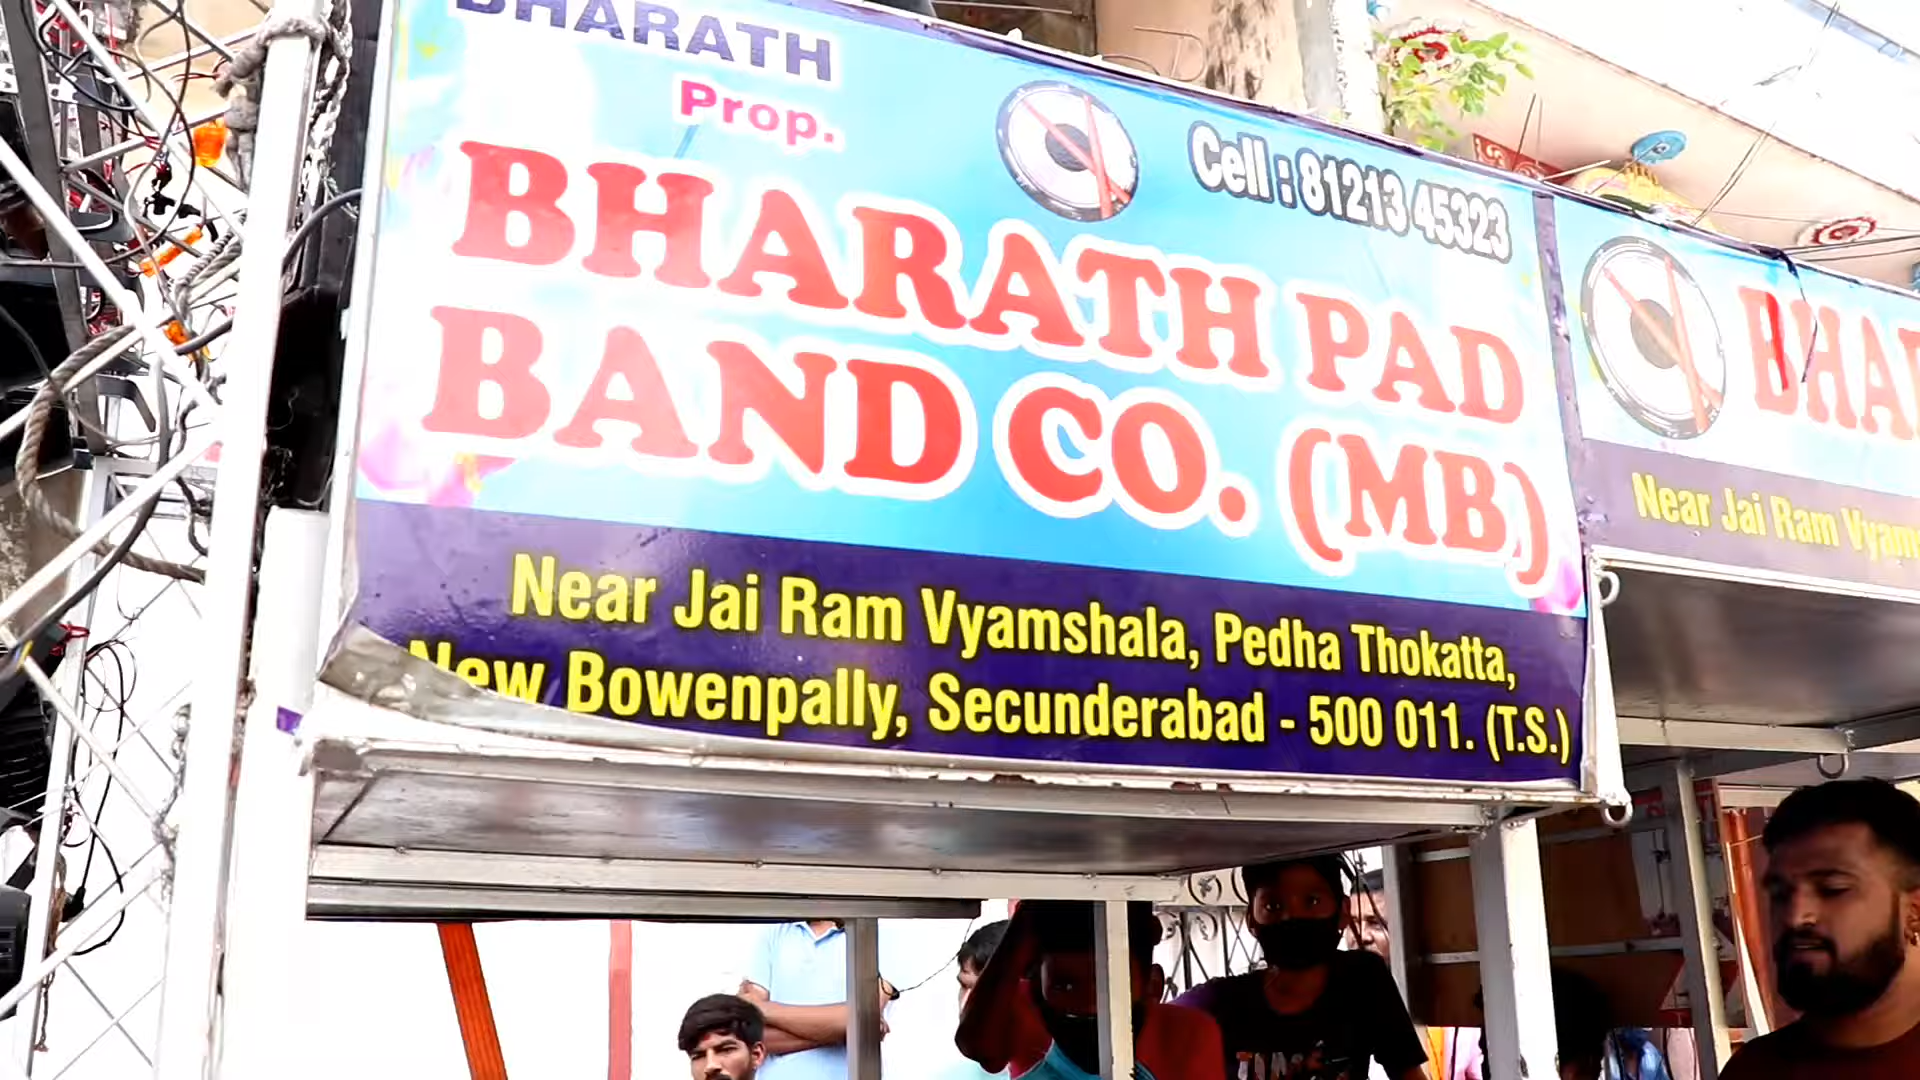 BHARATH
Prop.
Cell : 81213 45323
BHARATH PAD
BAND CO. (MB)
Near Jai Ram Vyamshala, Pedha Thokatta,
New Bowenpally, Secunderabad - 500 011. (T.S.)
BHA
Near Jai Ram Vyam